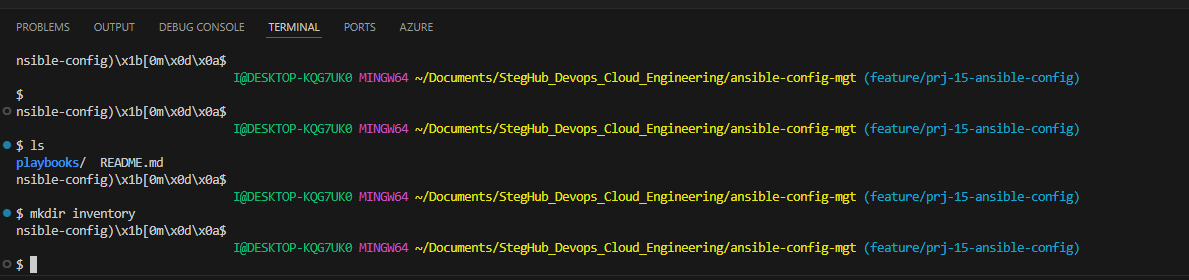 PROBLEMS OUTPUT DEBUG CONSOLE TERMINAL PORTS AZURE
nsible-config)\x1b[0m\x0d\x0a$
I@DESKTOP-KQG7UK0 MINGW64 ~/Documents/StegHub_Devops_Cloud_Engineering/ansible-config-mgt (feature/prj-15-ansible-config)
$
nsible-config)\x1b[0m\x0d\x0a$
I@DESKTOP-KQG7UK0 MINGW64 ~/Documents/StegHub_Devops_Cloud_Engineering/ansible-config-mgt (feature/prj-15-ansible-config)
$ ls
playbooks/ README.md
nsible-config)\x1b[0m\x0d\x0a$
I@DESKTOP-KQG7UK0 MINGW64 ~/Documents/StegHub_Devops_Cloud_Engineering/ansible-config-mgt (feature/prj-15-ansible-config)
$ mkdir inventory
nsible-config)\x1b[0m\x0d\x0a$
I@DESKTOP-KQG7UK0 MINGW64 ~/Documents/StegHub_Devops_Cloud_Engineering/ansible-config-mgt (feature/prj-15-ansible-config)
$